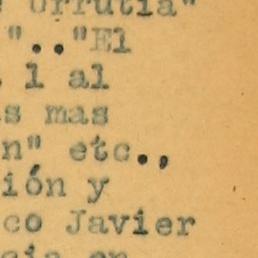 Urrutia"
".."El
1 al
s mas
n" etc.,
ión y
co Javier